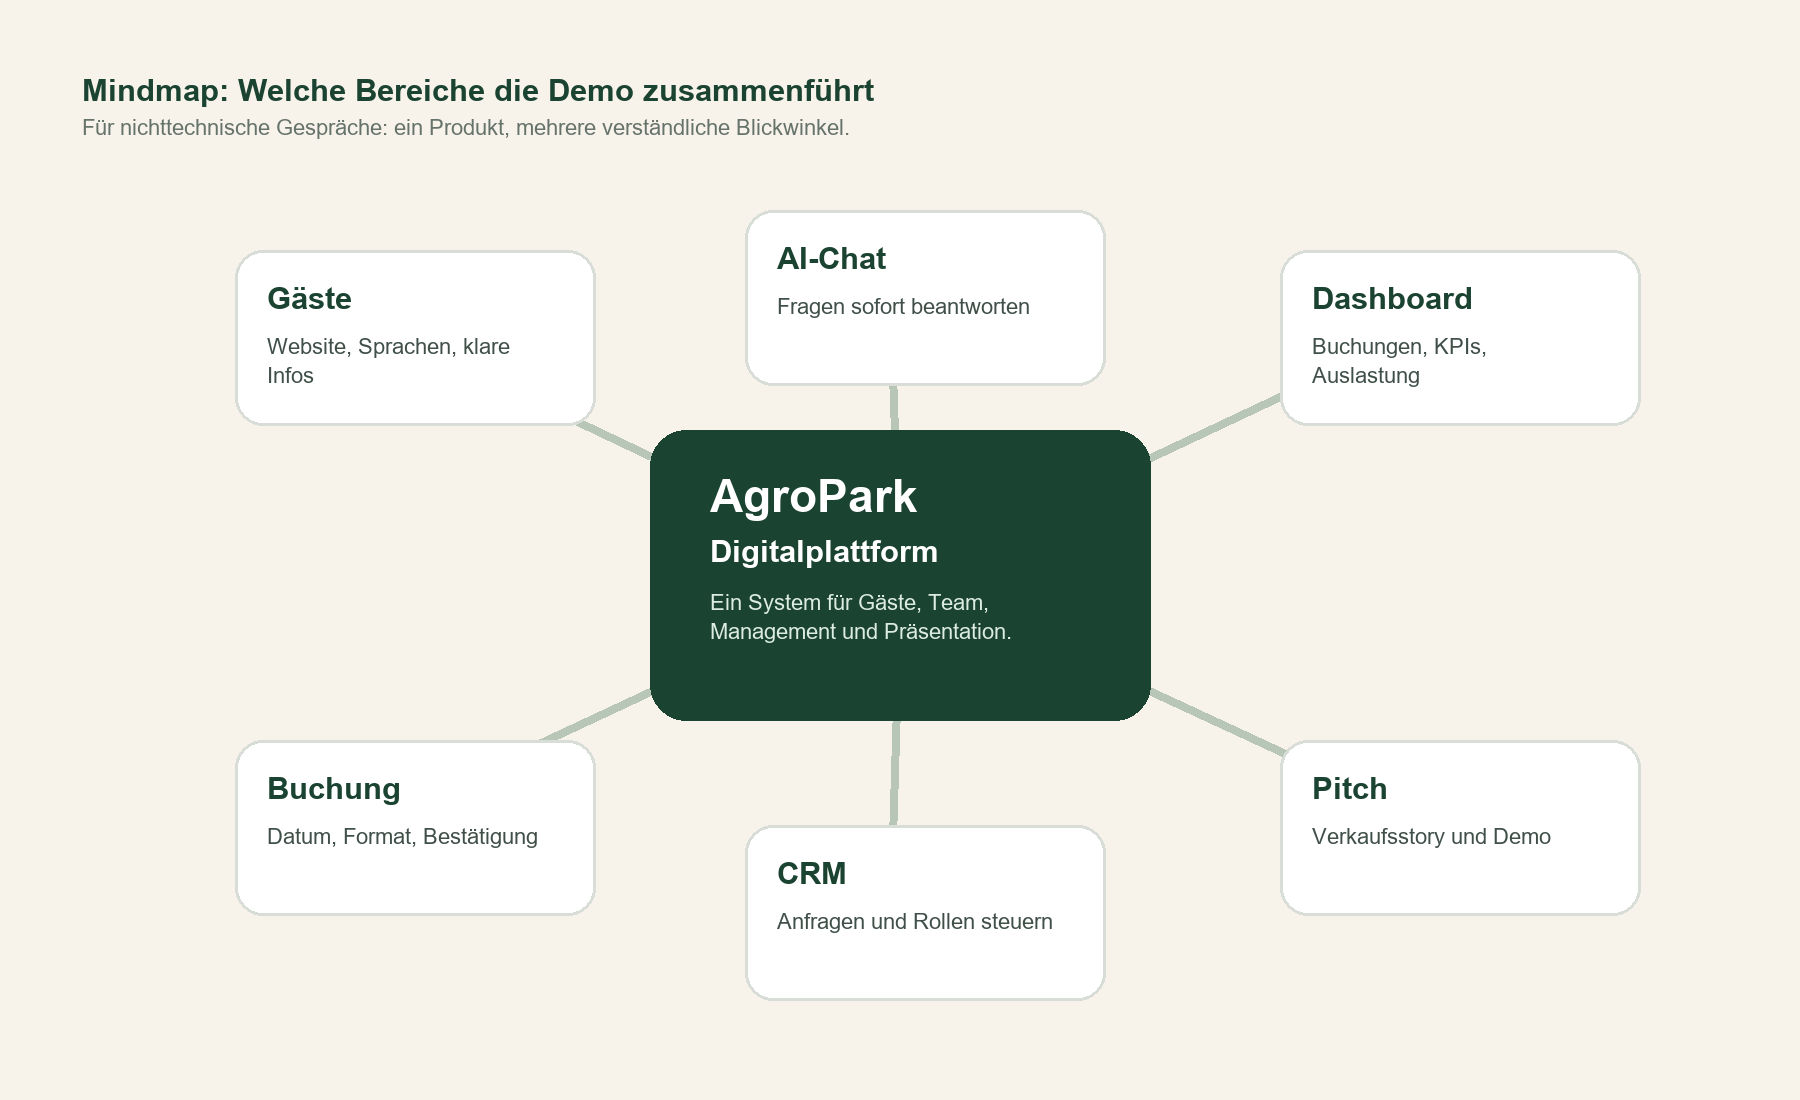 Mindmap: Welche Bereiche die Demo zusammenführt
Für nichttechnische Gespräche: ein Produkt, mehrere verständliche Blickwinkel.
Gäste
Website, Sprachen, klare
Infos
AI-Chat
Fragen sofort beantworten
Dashboard
Buchungen, KPIs,
Auslastung
AgroPark
Digitalplattform
Ein System für Gäste, Team,
Management und Präsentation.
Buchung
Datum, Format, Bestätigung
CRM
Anfragen und Rollen steuern
Pitch
Verkaufsstory und Demo